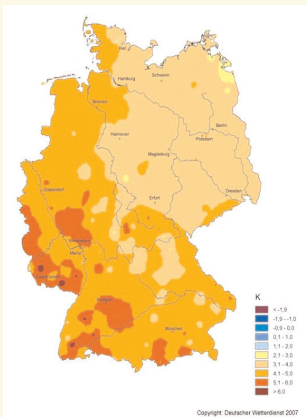 Kiel
Hamburg
Schwerin
Bremen
Berlin
Hannover
Potsdam
Magdeburg
Düsseldorf
Erfurt
Dresden
Wiesbaden
Mainz
Saarbrücken
Stuttgart
München
K
< -1,9
-1,9 - -1,0
-0,9 - 0,0
0,1 - 1,0
1,1 - 2,0
2,1 - 3,0
3,1 - 4,0
4,1 - 5,0
5,1 - 6,0
> 6,0
Copyright: Deutscher Wetterdienst 2007